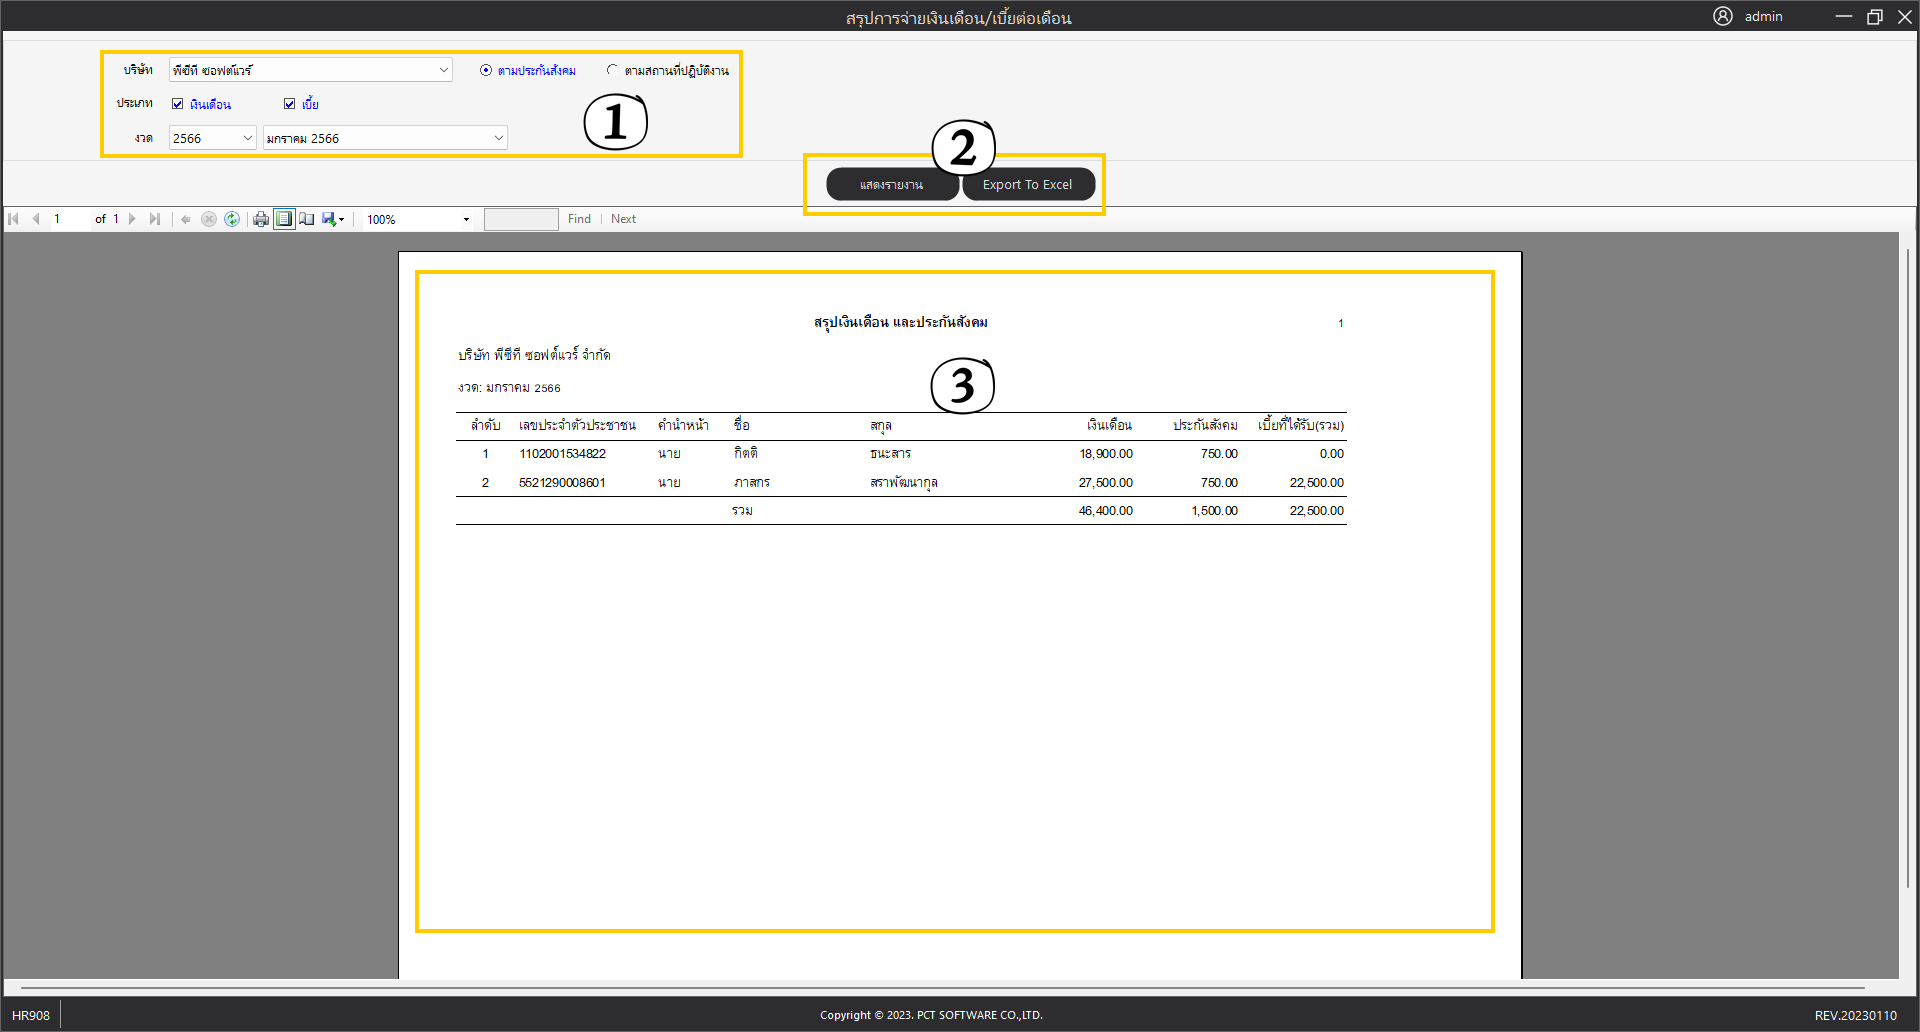 สรุปการจ่ายเงินเดือน/เบี้ยต่อเดือน
admin
บริษัท พีซีที ซอฟต์แวร์ ตามประกันสังคม ตามสถานที่ปฏิบัติงาน
ประเภท เงินเดือน เบี้ย
งวด 2566 มกราคม 2566
1
2
แสดงรายงาน Export To Excel
1 of 1 100% Find Next
สรุปเงินเดือน และประกันสังคม 1
บริษัท พีซีที ซอฟต์แวร์ จำกัด
งวด: มกราคม 2566
3
ลำดับ เลขประจำตัวประชาชน คำนำหน้า ชื่อ สกุล เงินเดือน ประกันสังคม เบี้ยที่ได้รับ(รวม)
1 1102001534822 นาย กิตติ ธนะสาร 18,900.00 750.00 0.00
2 5521290008601 นาย ภาสกร สราพัฒนากุล 27,500.00 750.00 22,500.00
รวม 46,400.00 1,500.00 22,500.00
HR908 Copyright © 2023. PCT SOFTWARE CO.,LTD. REV.20230110